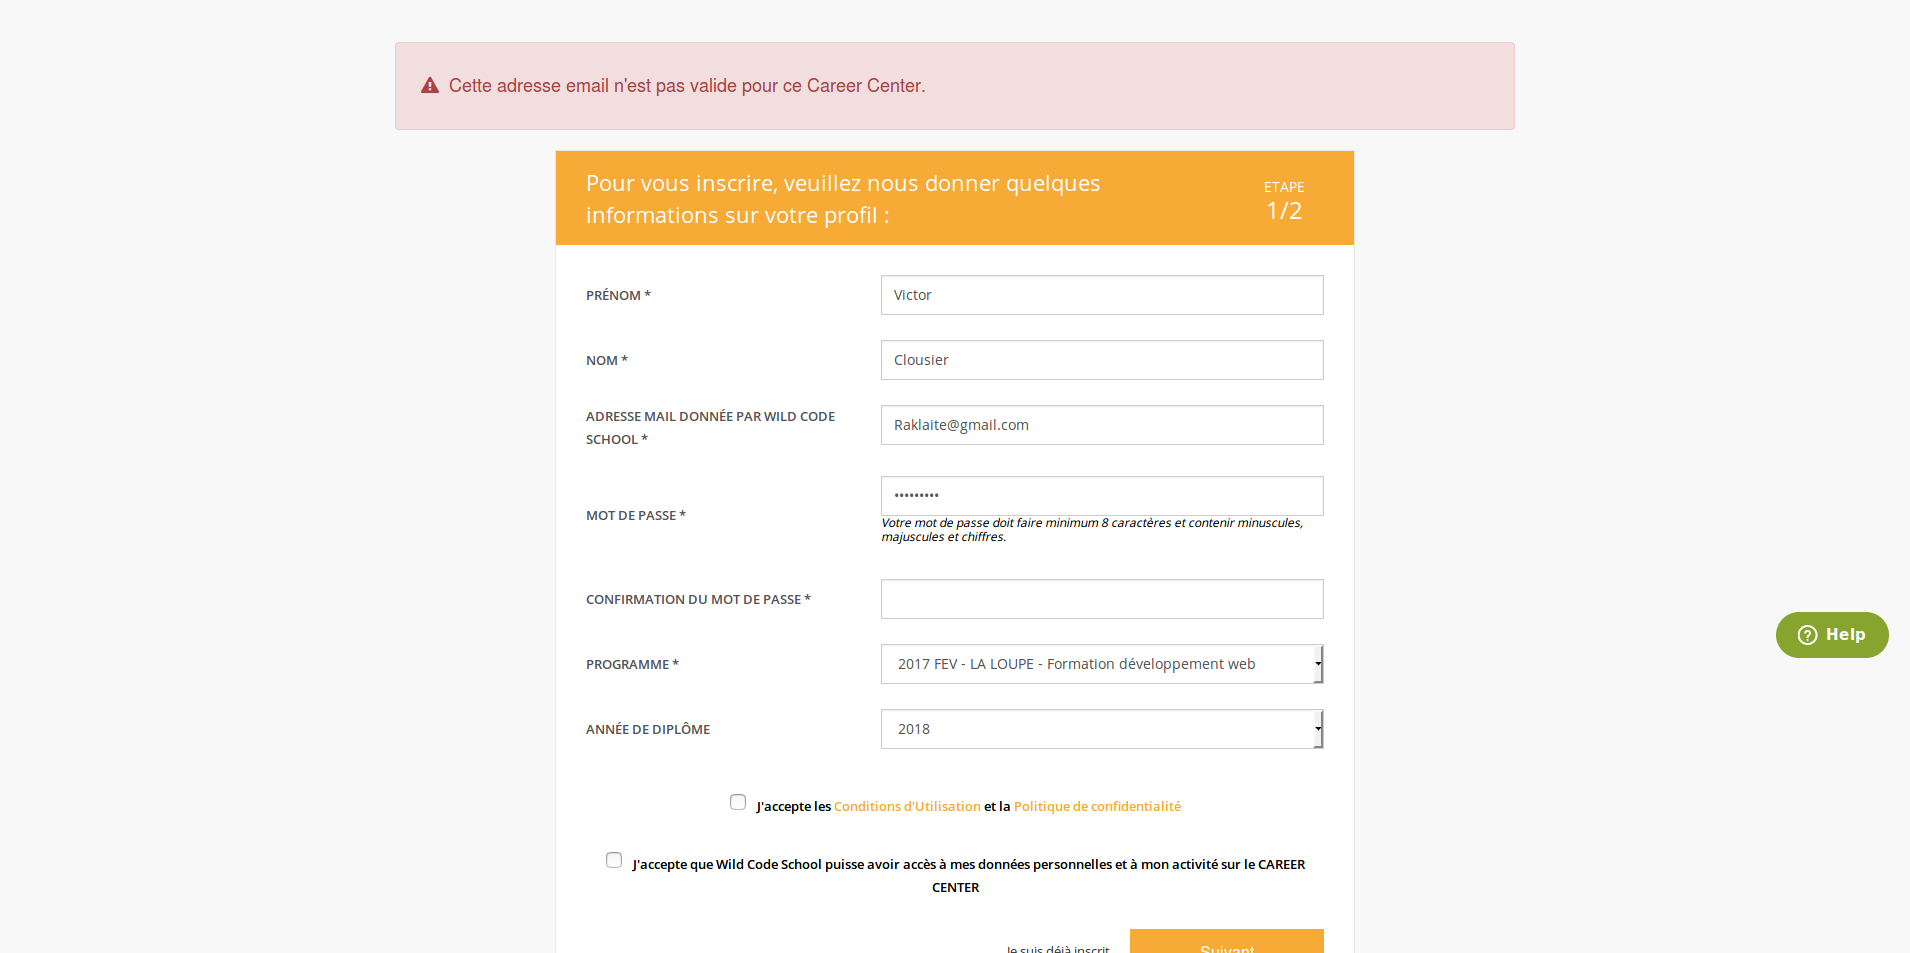 Cette adresse email n'est pas valide pour ce Career Center.
Pour vous inscrire, veuillez nous donner quelques
informations sur votre profil :
ETAPE
1/2
PRÉNOM *
Victor
NOM *
Clousier
ADRESSE MAIL DONNÉE PAR WILD CODE
SCHOOL *
Raklaite@gmail.com
MOT DE PASSE *
•••••••••
Votre mot de passe doit faire minimum 8 caractères et contenir minuscules,
majuscules et chiffres.
CONFIRMATION DU MOT DE PASSE *
PROGRAMME *
2017 FEV - LA LOUPE - Formation développement web
ANNÉE DE DIPLÔME
2018
J'accepte les Conditions d'Utilisation et la Politique de confidentialité
J'accepte que Wild Code School puisse avoir accès à mes données personnelles et à mon activité sur le CAREER
CENTER
Je suis déjà inscrit
Suivant
Help